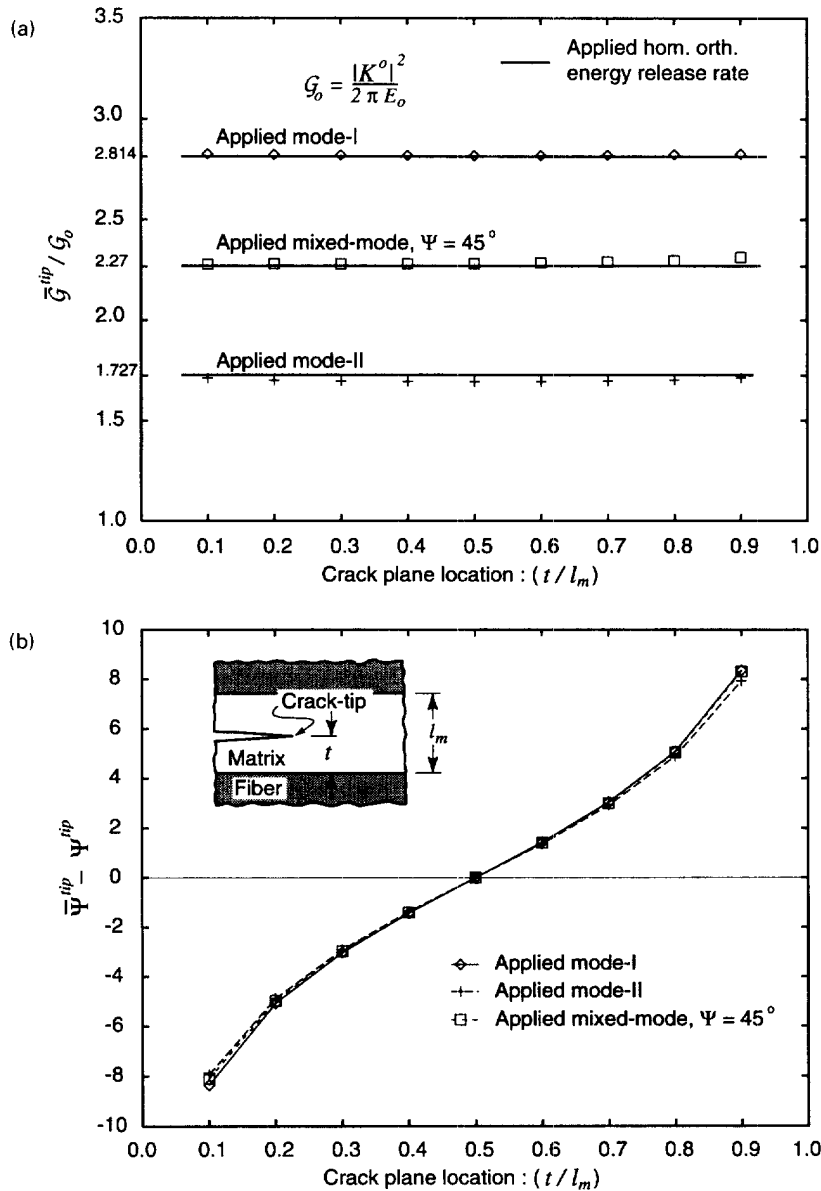 (a)
3.5
3.0
2.814
2.5
2.27
2.0
1.727
1.5
1.0
𝒢̄^tip / 𝒢_o
𝒢_o = |K^o|^2 / 2 π E_o
Applied hom. orth.
energy release rate
Applied mode-I
Applied mixed-mode, Ψ = 45°
Applied mode-II
0.0 0.1 0.2 0.3 0.4 0.5 0.6 0.7 0.8 0.9 1.0
Crack plane location : ( t / l_m )
(b)
10
8
6
4
2
0
-2
-4
-6
-8
-10
Ψ̄^tip - Ψ^tip
Crack-tip
t
l_m
Matrix
Fiber
Applied mode-I
Applied mode-II
Applied mixed-mode, Ψ = 45°
0.0 0.1 0.2 0.3 0.4 0.5 0.6 0.7 0.8 0.9 1.0
Crack plane location : ( t / l_m )